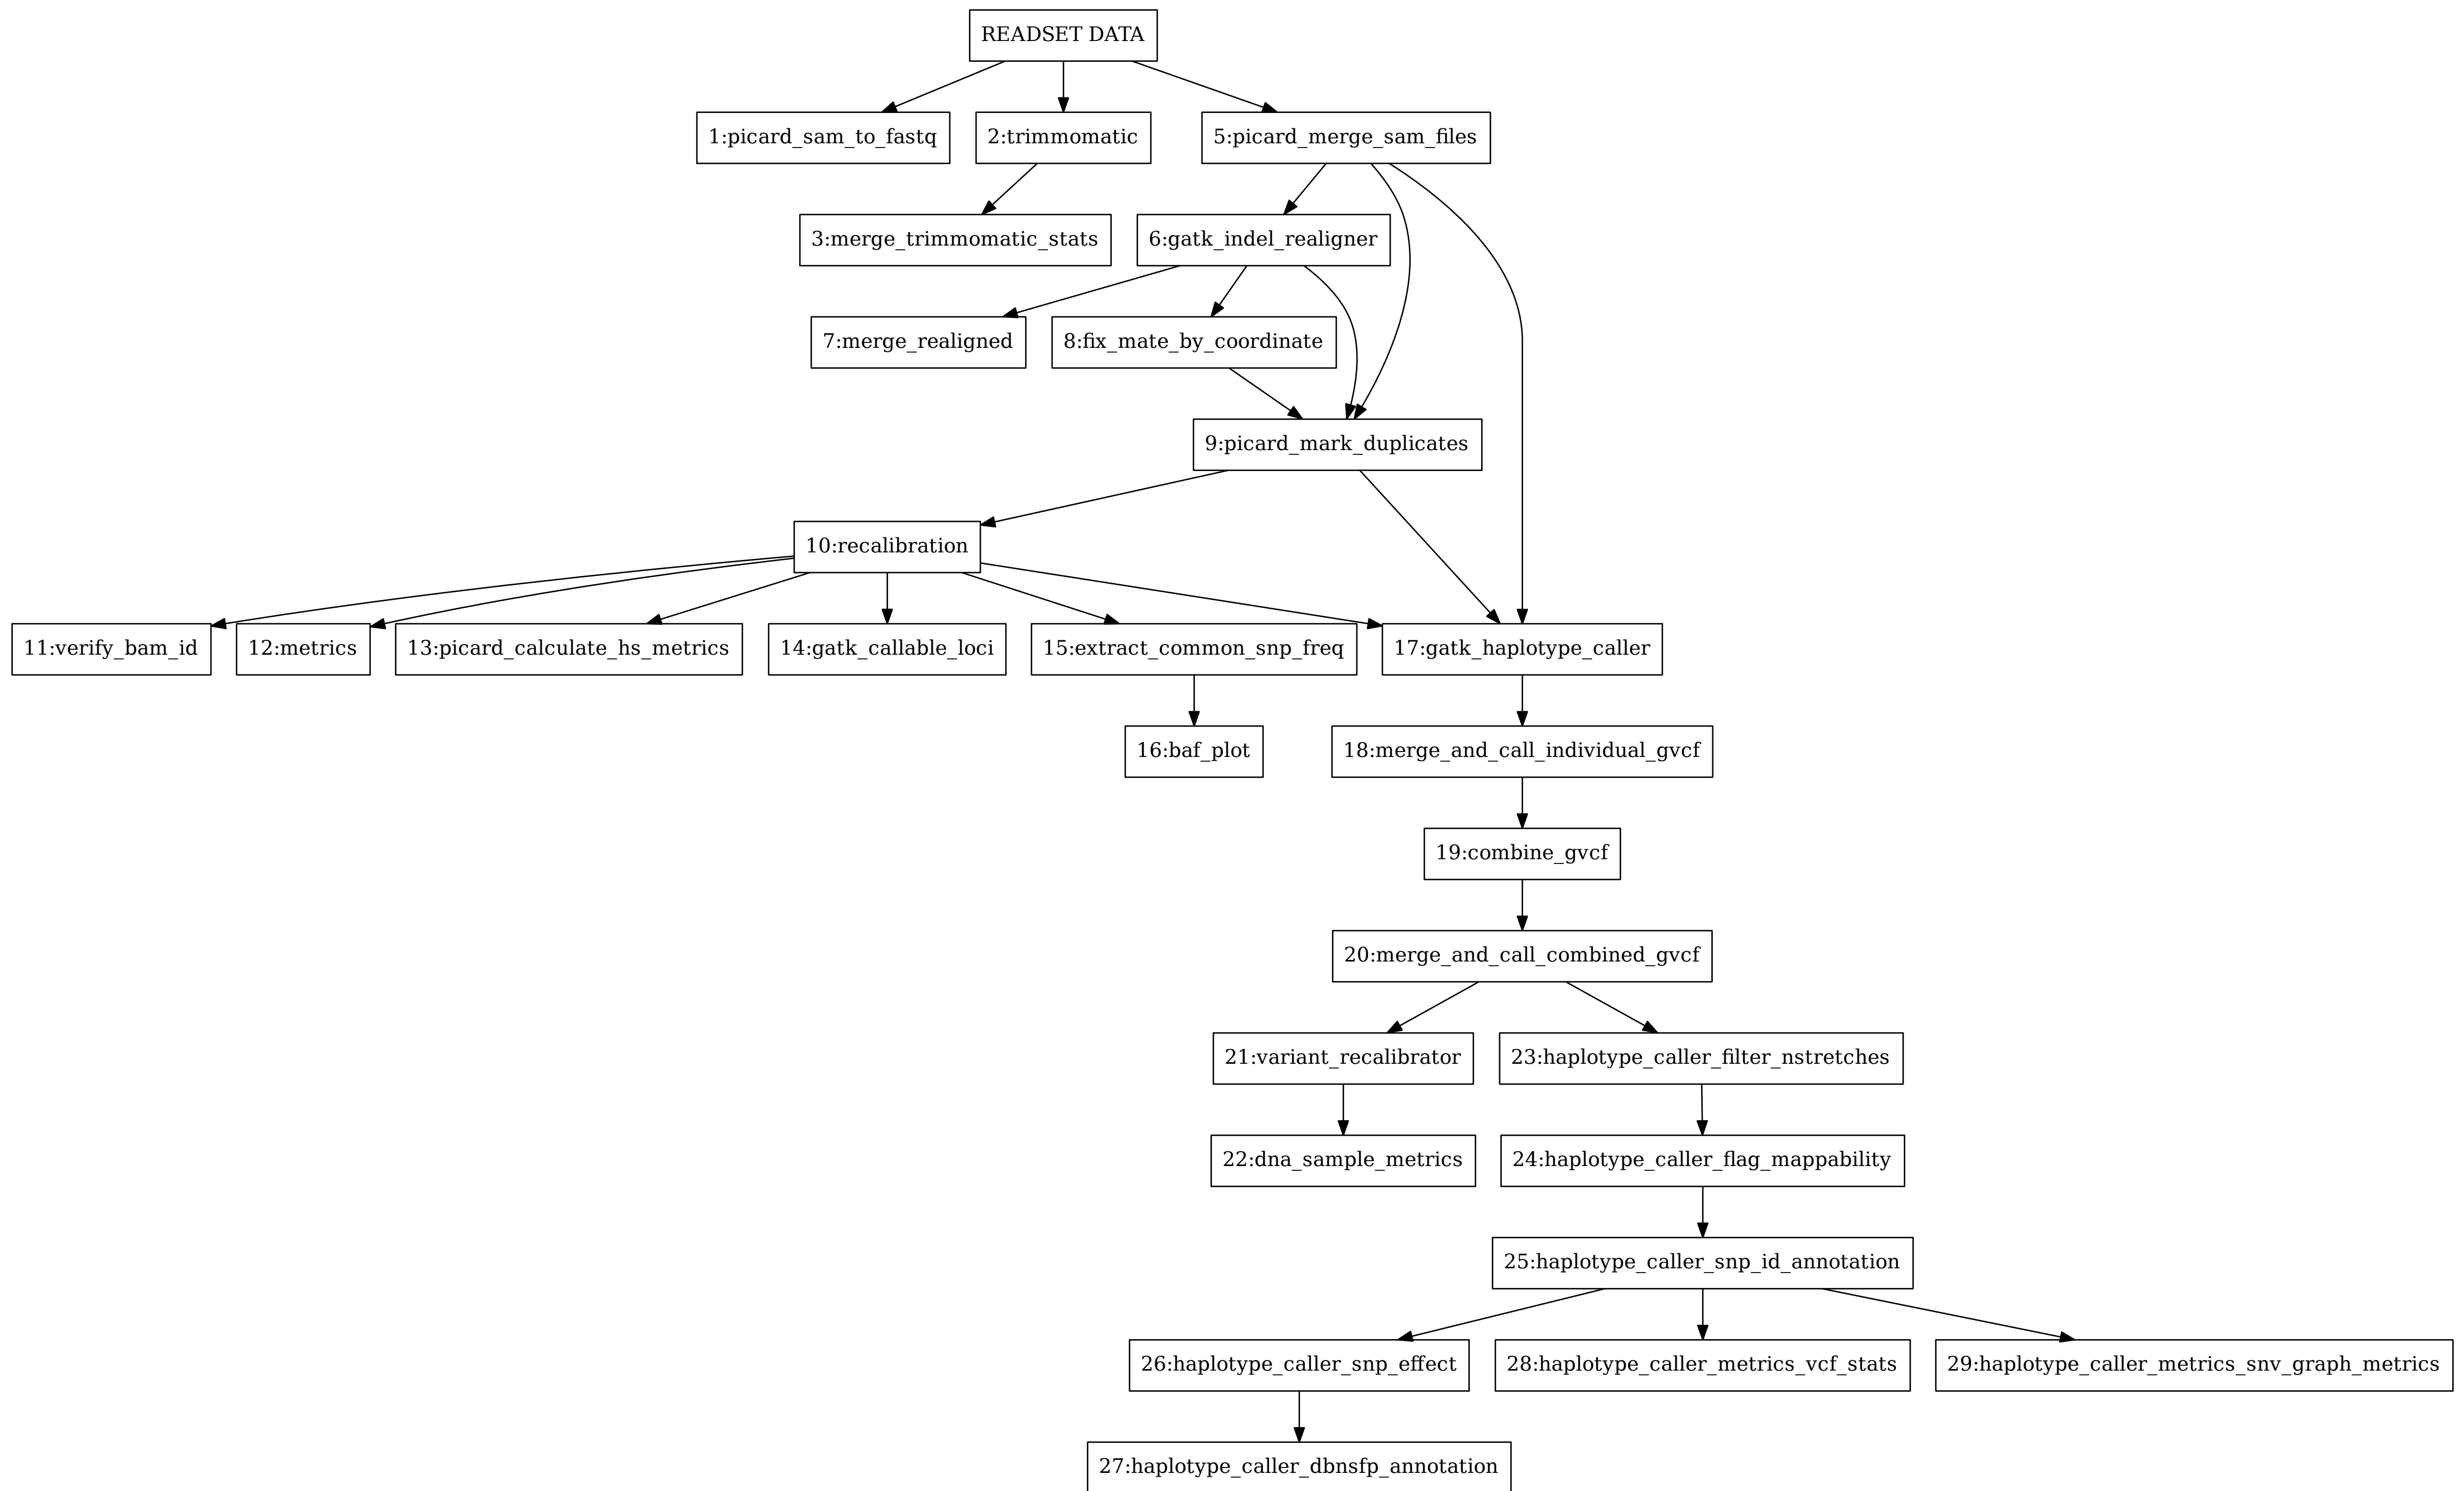 READSET DATA
1:picard_sam_to_fastq
2:trimmomatic
5:picard_merge_sam_files
3:merge_trimmomatic_stats
6:gatk_indel_realigner
7:merge_realigned
8:fix_mate_by_coordinate
9:picard_mark_duplicates
10:recalibration
11:verify_bam_id
12:metrics
13:picard_calculate_hs_metrics
14:gatk_callable_loci
15:extract_common_snp_freq
17:gatk_haplotype_caller
16:baf_plot
18:merge_and_call_individual_gvcf
19:combine_gvcf
20:merge_and_call_combined_gvcf
21:variant_recalibrator
23:haplotype_caller_filter_nstretches
22:dna_sample_metrics
24:haplotype_caller_flag_mappability
25:haplotype_caller_snp_id_annotation
26:haplotype_caller_snp_effect
28:haplotype_caller_metrics_vcf_stats
29:haplotype_caller_metrics_snv_graph_metrics
27:haplotype_caller_dbnsfp_annotation